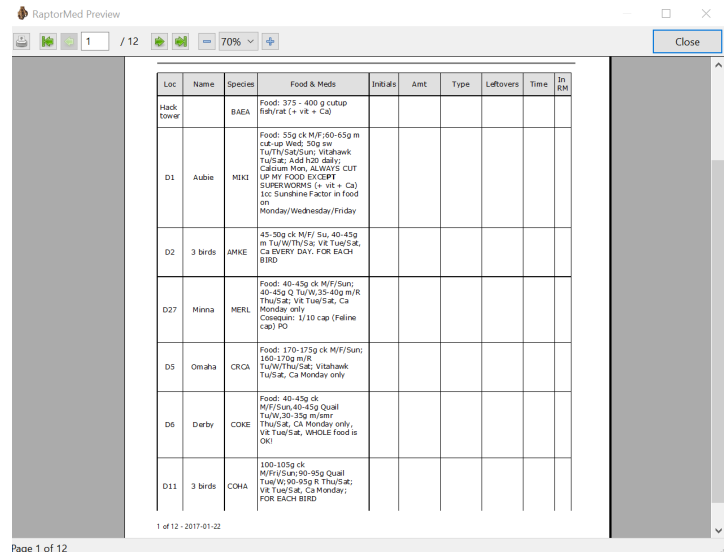 RaptorMed Preview
1 / 12 70% Close
Loc Name Species Food & Meds Initials Amt Type Leftovers Time In RM
Hack
tower
BAEA
Food: 375 - 400 g cutup
fish/rat (+ vit + Ca)
D1
Aubie
MIKI
Food: 55g ck M/F;60-65g m
cut-up Wed; 50g sw
Tu/Th/Sat/Sun; Vitahawk
Tu/Sat; Add h20 daily;
Calcium Mon, ALWAYS CUT
UP MY FOOD EXCEPT
SUPERWORMS (+ vit + Ca)
1cc Sunshine Factor in food
on
Monday/Wednesday/Friday
D2
3 birds
AMKE
45-50g ck M/F/ Su, 40-45g
m Tu/W/Th/Sa; Vit Tue/Sat,
Ca EVERY DAY. FOR EACH
BIRD
D27
Minna
MERL
Food: 40-45g ck M/F/Sun;
40-45g Q Tu/W,35-40g m/R
Thu/Sat; Vit Tue/Sat, Ca
Monday only
Cosequin: 1/10 cap (Feline
cap) PO
D5
Omaha
CRCA
Food: 170-175g ck M/F/Sun;
160-170g m/R
Tu/W/Thu/Sat; Vitahawk
Tu/Sat, Ca Monday only
D6
Derby
COKE
Food: 40-45g ck
M/F/Sun,40-45g Quail
Tu/W,30-35g m/smr
Thu/Sat, CA Monday only,
Vit Tue/Sat, WHOLE food is
OK!
D11
3 birds
COHA
100-105g ck
M/Fri/Sun;90-95g Quail
Tue/W;90-95g R Thu/Sat;
Vit Tue/Sat, Ca Monday;
FOR EACH BIRD
1 of 12 - 2017-01-22
Page 1 of 12